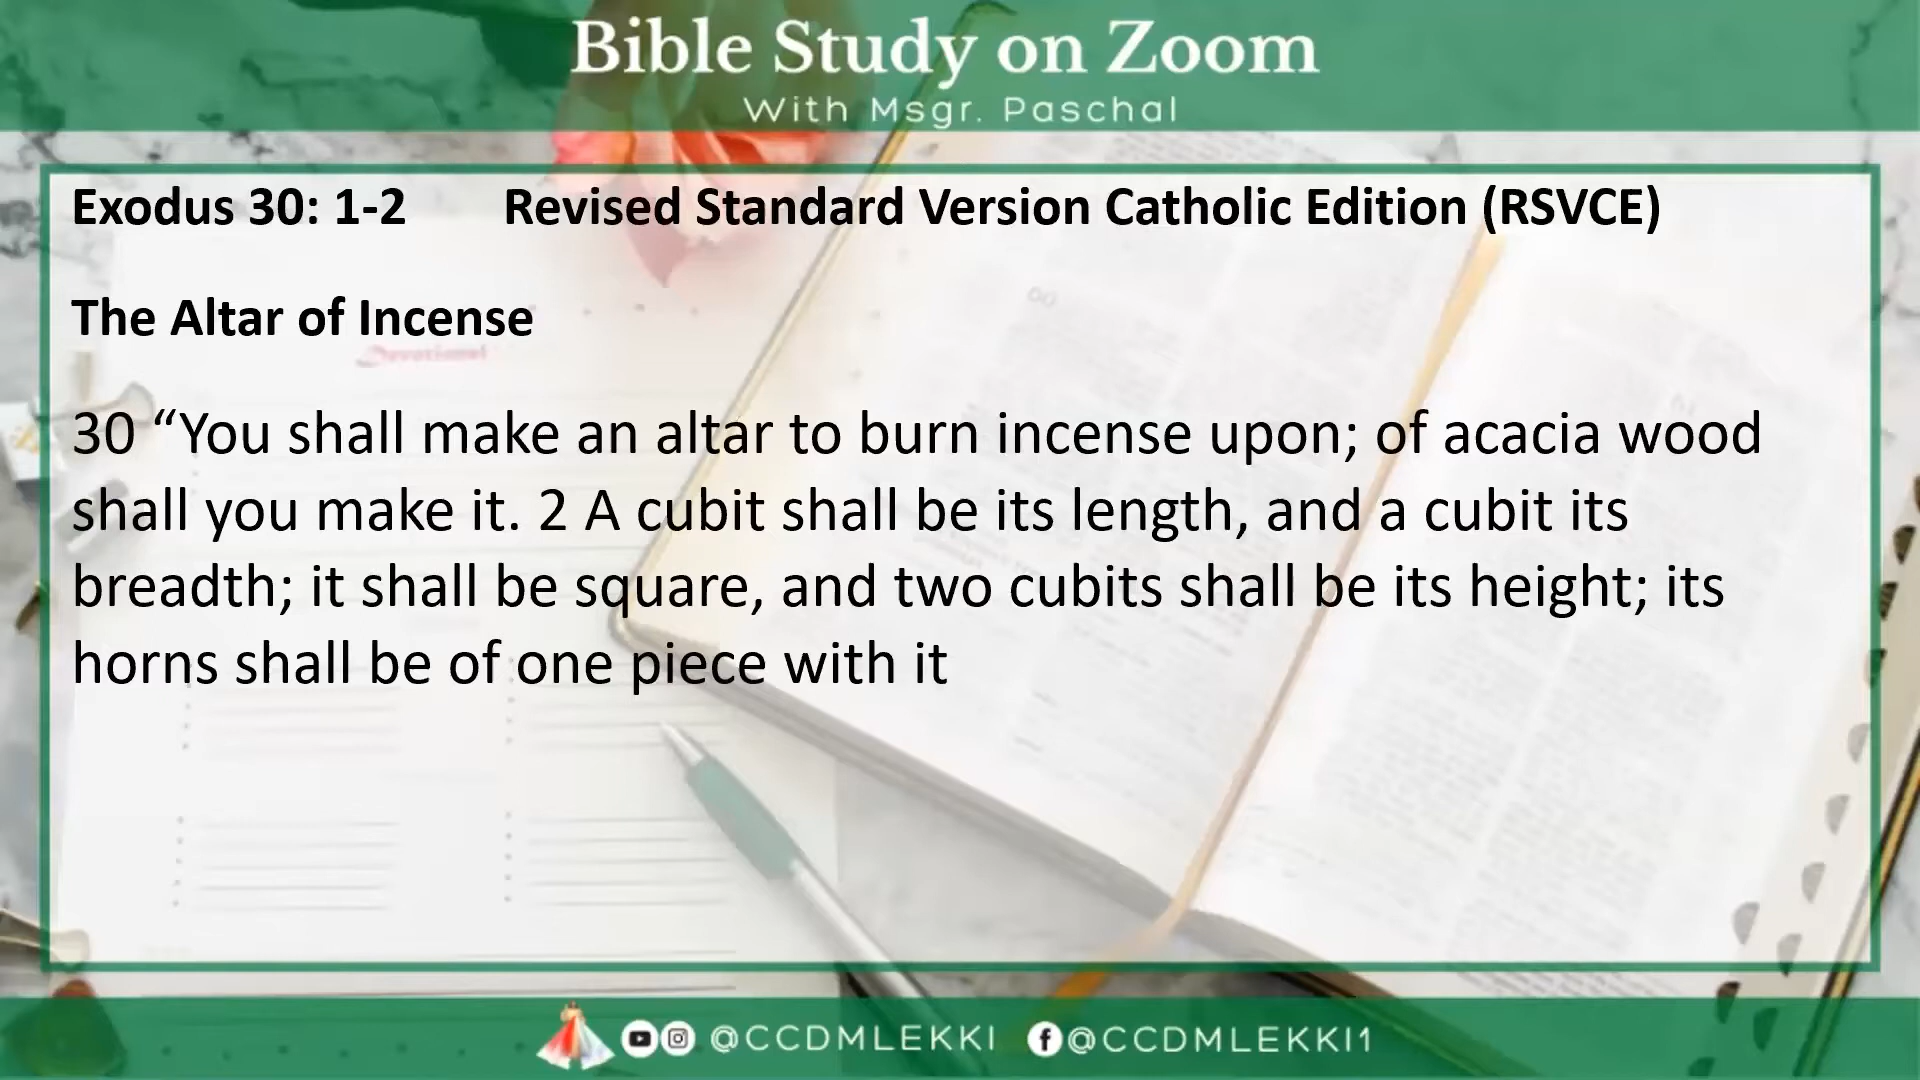 Bible Study on Zoom
With Msgr. Paschal
Exodus 30: 1-2 Revised Standard Version Catholic Edition (RSVCE)
The Altar of Incense
Devotional
30 “You shall make an altar to burn incense upon; of acacia wood
shall you make it. 2 A cubit shall be its length, and a cubit its
breadth; it shall be square, and two cubits shall be its height; its
horns shall be of one piece with it
@CCDMLEKKI @CCDMLEKKI1